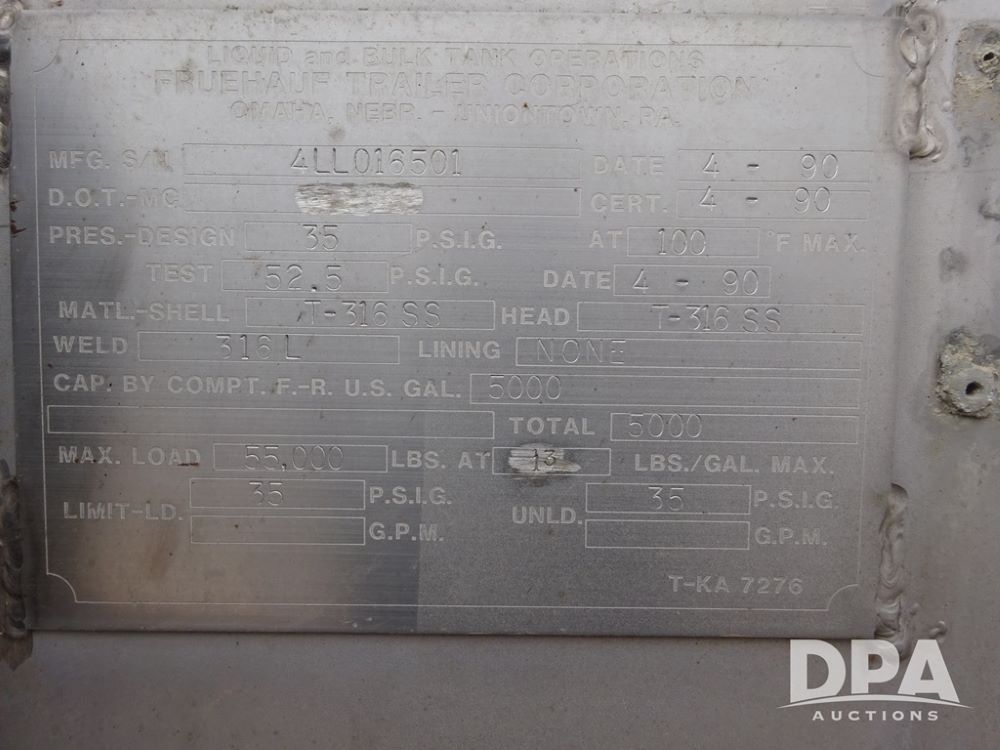 LIQUID and BULK TANK OPERATIONS
FRUEHAUF TRAILER CORPORATION
OMAHA, NEBR. - UNIONTOWN, PA.
MFG. S/N 4LL016501 DATE 4 - 90
D.O.T.-MC CERT. 4 - 90
PRES.-DESIGN 35 P.S.I.G. AT 100 °F MAX.
TEST 52.5 P.S.I.G. DATE 4 - 90
MATL.-SHELL T-316 SS HEAD T-316 SS
WELD 316 L LINING NONE
CAP. BY COMPT. F.-R. U.S. GAL. 5000
TOTAL 5000
MAX. LOAD 55,000 LBS. AT 13 LBS./GAL. MAX.
LIMIT-LD. 35 P.S.I.G. UNLD. 35 P.S.I.G.
G.P.M. G.P.M.
T-KA 7276
DPA
AUCTIONS